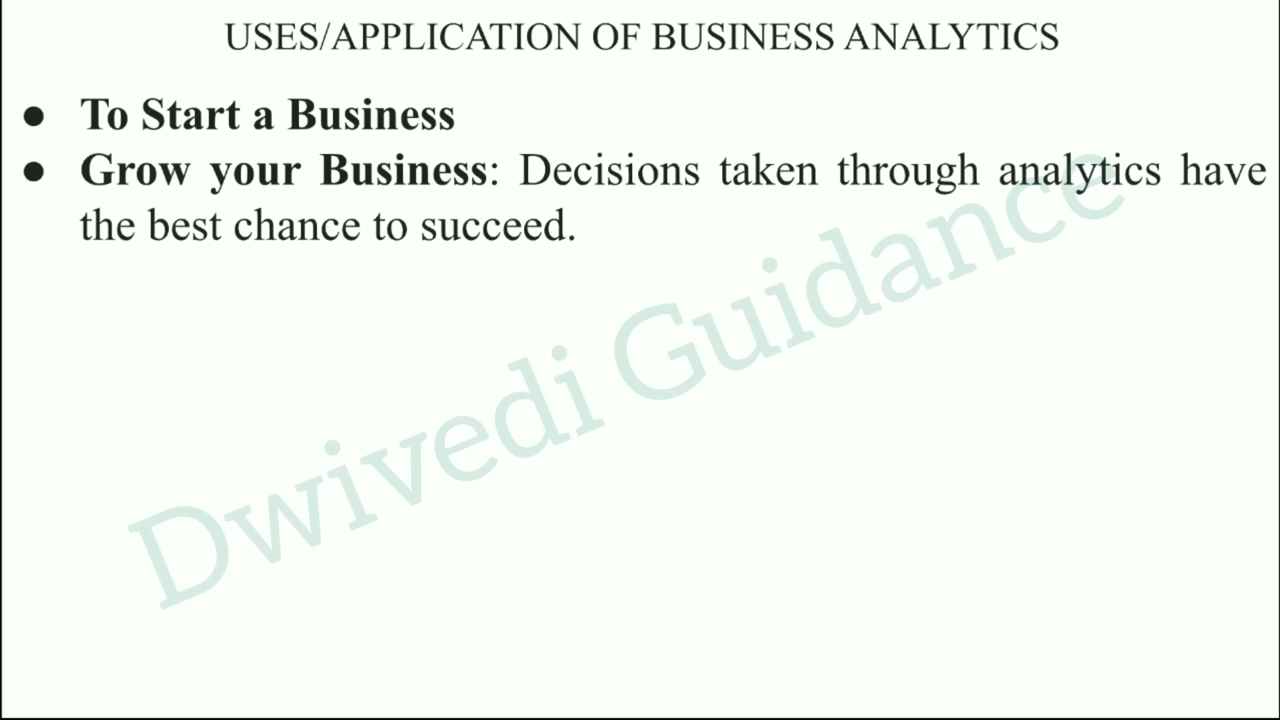 USES/APPLICATION OF BUSINESS ANALYTICS
● To Start a Business
● Grow your Business: Decisions taken through analytics have
the best chance to succeed.
Dwivedi Guidance